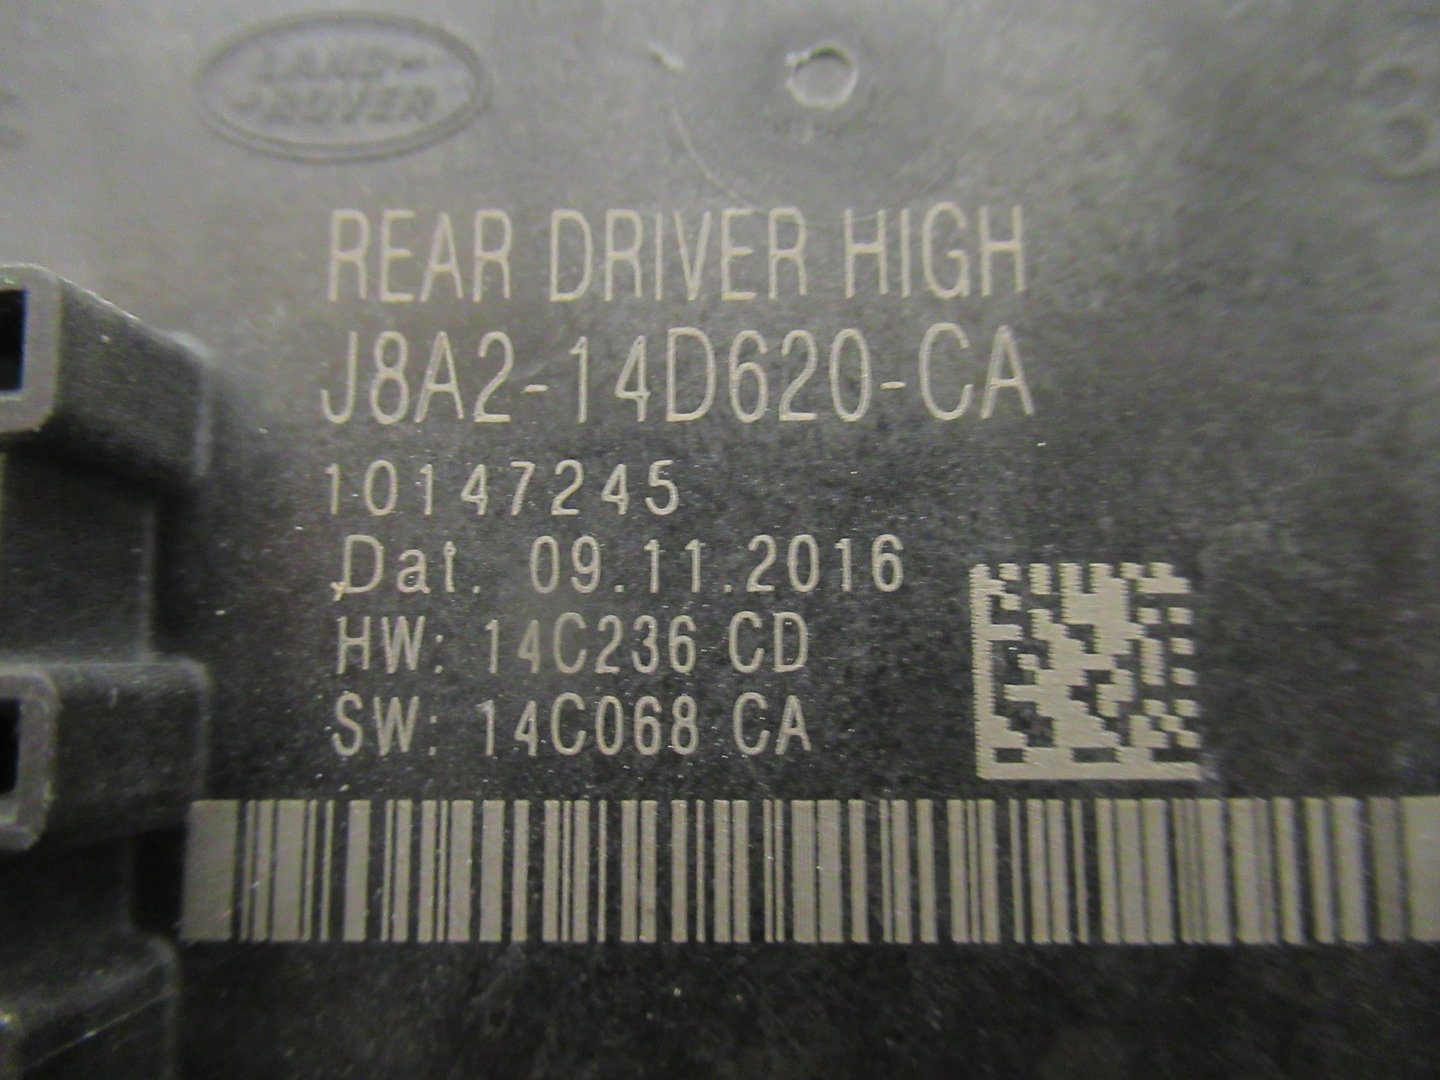 LAND-
-ROVER
REAR DRIVER HIGH
J8A2-14D620-CA
10147245
Dat. 09.11.2016
HW: 14C236 CD
SW: 14C068 CA